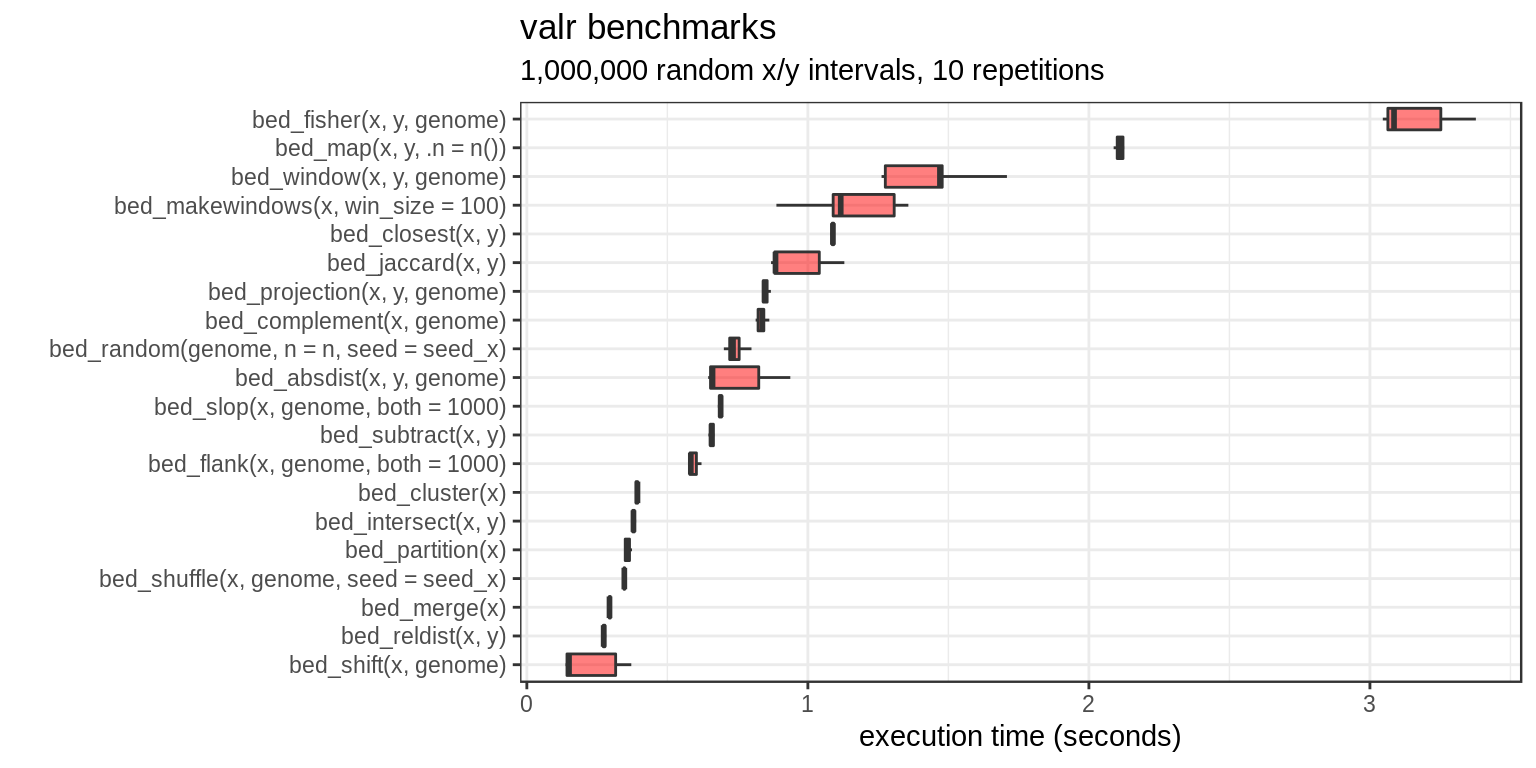 valr benchmarks
1,000,000 random x/y intervals, 10 repetitions
bed_fisher(x, y, genome)
bed_map(x, y, .n = n())
bed_window(x, y, genome)
bed_makewindows(x, win_size = 100)
bed_closest(x, y)
bed_jaccard(x, y)
bed_projection(x, y, genome)
bed_complement(x, genome)
bed_random(genome, n = n, seed = seed_x)
bed_absdist(x, y, genome)
bed_slop(x, genome, both = 1000)
bed_subtract(x, y)
bed_flank(x, genome, both = 1000)
bed_cluster(x)
bed_intersect(x, y)
bed_partition(x)
bed_shuffle(x, genome, seed = seed_x)
bed_merge(x)
bed_reldist(x, y)
bed_shift(x, genome)
0 1 2 3
execution time (seconds)